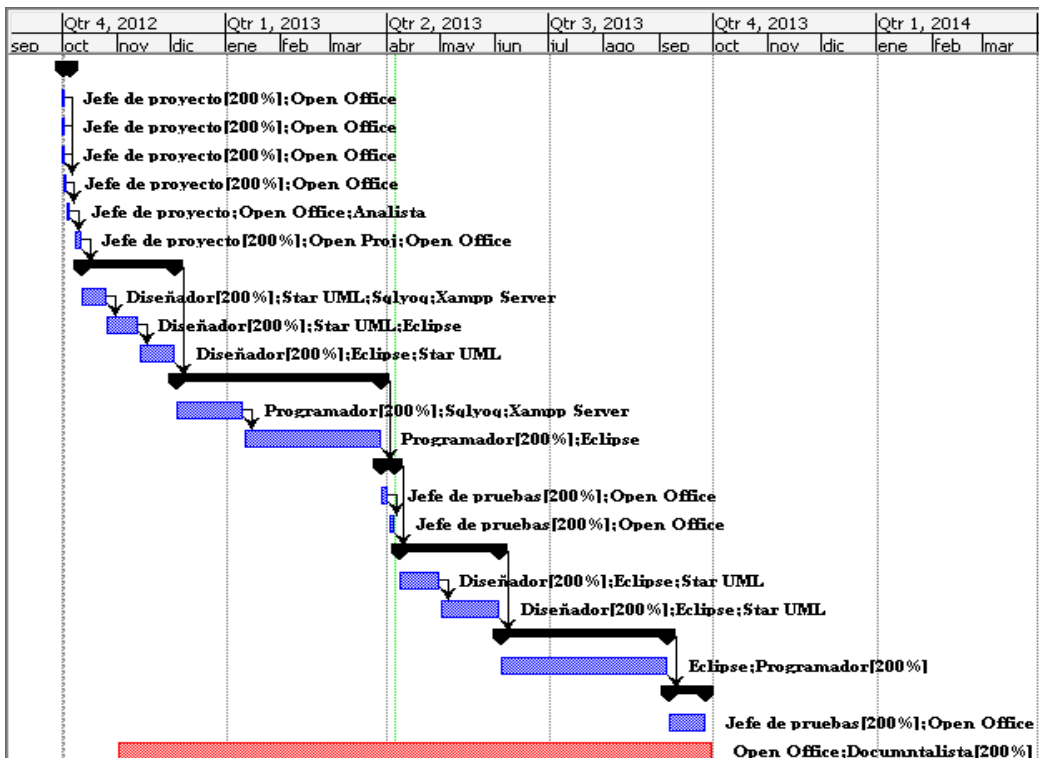 Qtr 4, 2012 Qtr 1, 2013 Qtr 2, 2013 Qtr 3, 2013 Qtr 4, 2013 Qtr 1, 2014
sep oct nov dic ene feb mar abr may jun jul ago sep oct nov dic ene feb mar
Jefe de proyecto[200%];Open Office
Jefe de proyecto[200%];Open Office
Jefe de proyecto[200%];Open Office
Jefe de proyecto[200%];Open Office
Jefe de proyecto;Open Office;Analista
Jefe de proyecto[200%];Open Proj;Open Office
Diseñador[200%];Star UML;Sqlyog;Xampp Server
Diseñador[200%];Star UML;Eclipse
Diseñador[200%];Eclipse;Star UML
Programador[200%];Sqlyog;Xampp Server
Programador[200%];Eclipse
Jefe de pruebas[200%];Open Office
Jefe de pruebas[200%];Open Office
Diseñador[200%];Eclipse;Star UML
Diseñador[200%];Eclipse;Star UML
Eclipse;Programador[200%]
Jefe de pruebas[200%];Open Office
Open Office;Documntalista[200%]